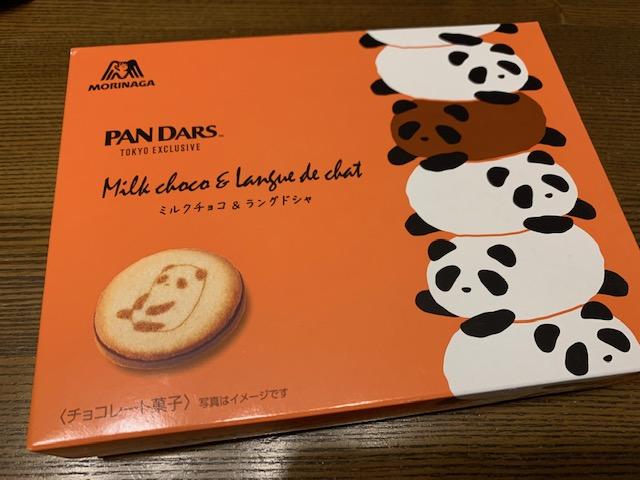 MORINAGA
PAN DARS™
TOKYO EXCLUSIVE
Milk choco & Langue de chat
ミルクチョコ & ラングドシャ
〈チョコレート菓子〉 写真はイメージです